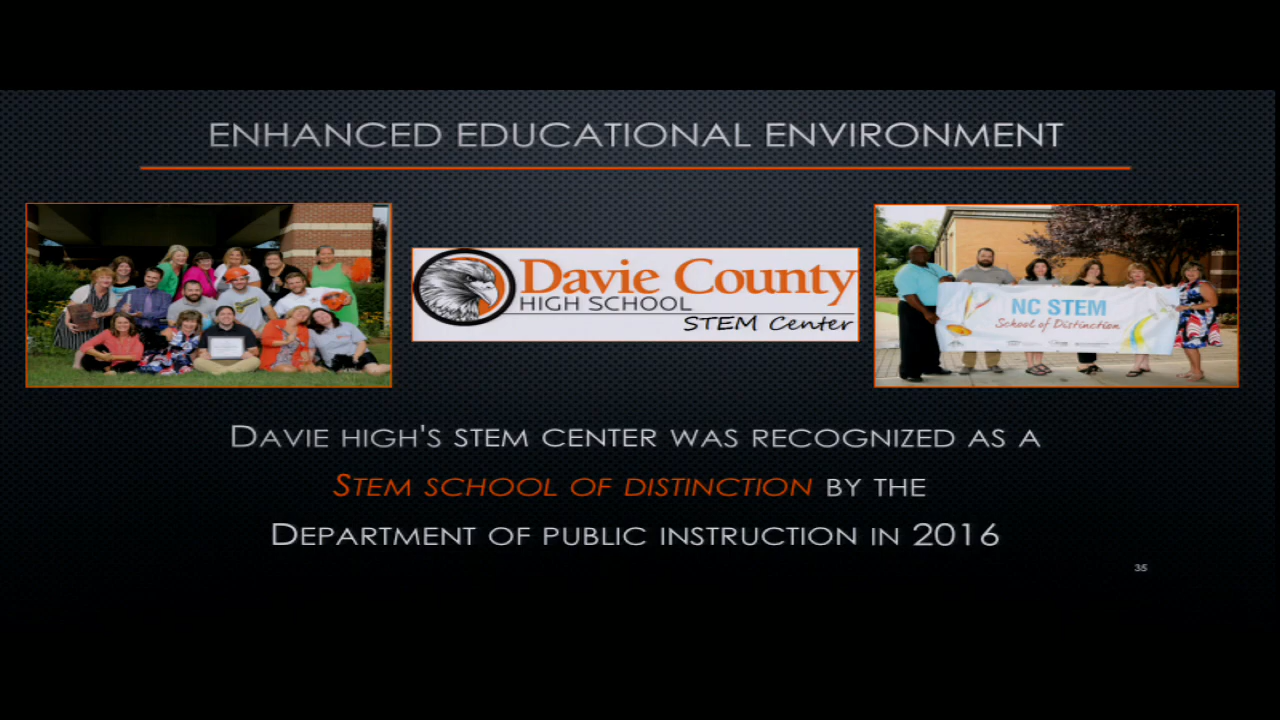 ENHANCED EDUCATIONAL ENVIRONMENT
Davie County
HIGH SCHOOL
STEM Center
NC STEM
School of Distinction
DAVIE HIGH'S STEM CENTER WAS RECOGNIZED AS A
STEM SCHOOL OF DISTINCTION BY THE
DEPARTMENT OF PUBLIC INSTRUCTION IN 2016
35